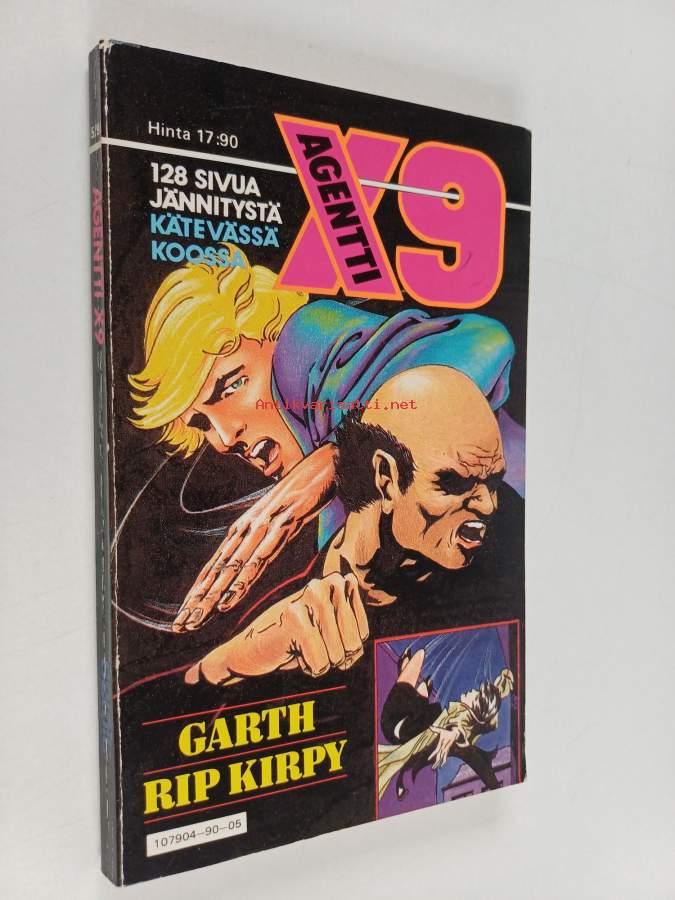 Hinta 17:90
AGENTTI
X9
128 SIVUA
JÄNNITYSTÄ
KÄTEVÄSSÄ
KOOSSA
AGENTTI X9
Antikvariaatti.net
GARTH
RIP KIRPY
107904-90-05